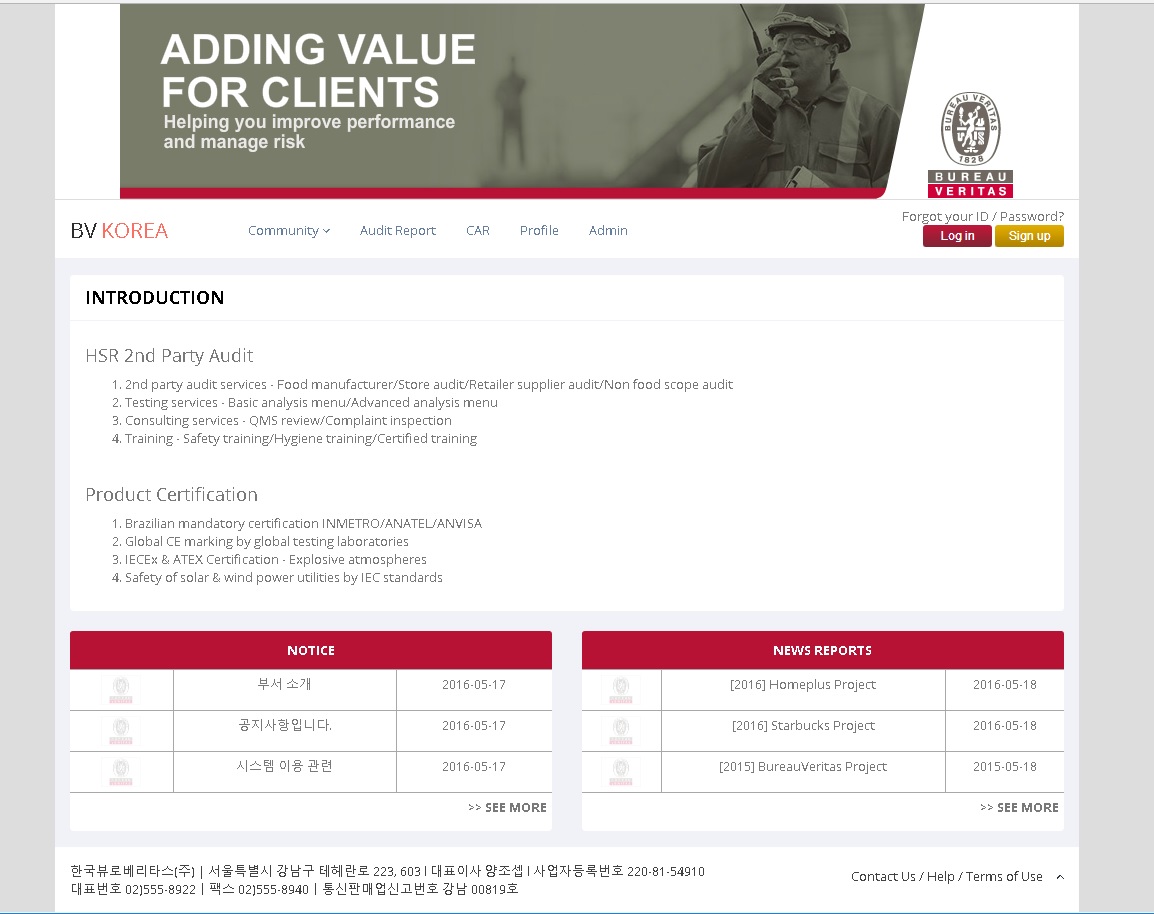 ADDING VALUE
FOR CLIENTS
Helping you improve performance
and manage risk
BUREAU VERITAS
1828
BUREAU
VERITAS
BV KOREA
Community
Audit Report
CAR
Profile
Admin
Forgot your ID / Password?
Log in
Sign up
INTRODUCTION
HSR 2nd Party Audit
1. 2nd party audit services - Food manufacturer/Store audit/Retailer supplier audit/Non food scope audit
2. Testing services - Basic analysis menu/Advanced analysis menu
3. Consulting services - QMS review/Complaint inspection
4. Training - Safety training/Hygiene training/Certified training
Product Certification
1. Brazilian mandatory certification INMETRO/ANATEL/ANVISA
2. Global CE marking by global testing laboratories
3. IECEx & ATEX Certification - Explosive atmospheres
4. Safety of solar & wind power utilities by IEC standards
NOTICE
부서 소개 2016-05-17
공지사항입니다. 2016-05-17
시스템 이용 관련 2016-05-17
>> SEE MORE
NEWS REPORTS
[2016] Homeplus Project 2016-05-18
[2016] Starbucks Project 2016-05-18
[2015] BureauVeritas Project 2015-05-18
>> SEE MORE
한국뷰로베리타스(주) | 서울특별시 강남구 테헤란로 223, 603 l 대표이사 양조셉 l 사업자등록번호 220-81-54910
대표번호 02)555-8922 | 팩스 02)555-8940 | 통신판매업신고번호 강남 00819호
Contact Us / Help / Terms of Use